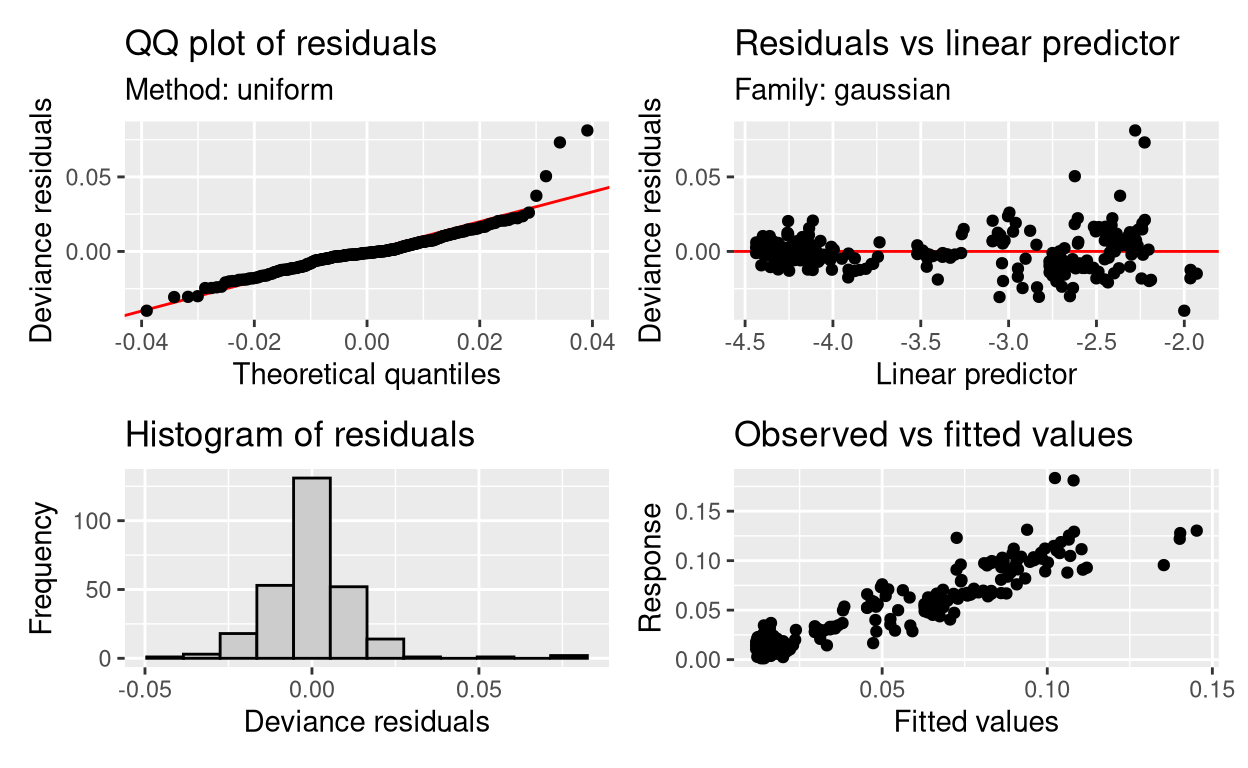 QQ plot of residuals
Method: uniform
Deviance residuals
0.05
0.00
-0.04
-0.02
0.00
0.02
0.04
Theoretical quantiles
Residuals vs linear predictor
Family: gaussian
Deviance residuals
0.05
0.00
-4.5
-4.0
-3.5
-3.0
-2.5
-2.0
Linear predictor
Histogram of residuals
Frequency
100
50
0
-0.05
0.00
0.05
Deviance residuals
Observed vs fitted values
Response
0.15
0.10
0.05
0.00
0.05
0.10
0.15
Fitted values